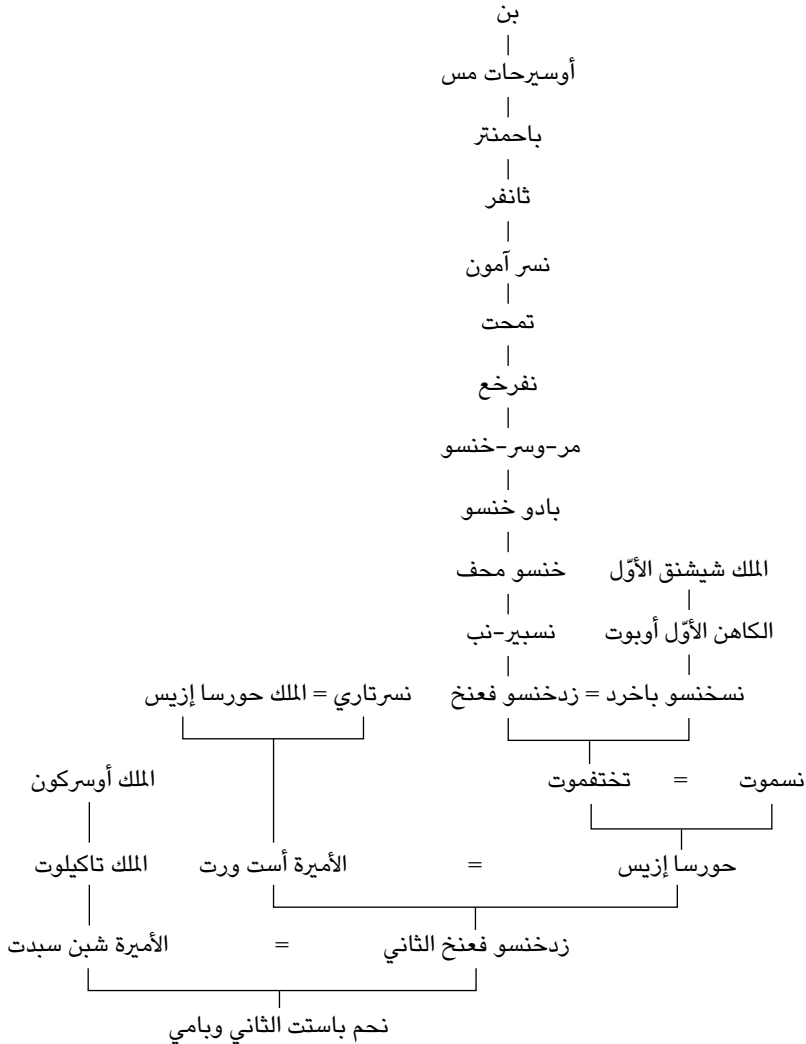 بن
أوسيرحات مس
باحمنتر
ثانفر
نسر آمون
تمحت
نفرخع
مر-وسر-خنسو
بادو خنسو
الملك شيشنق الأوّل خنسو محف
الكاهن الأوّل أوبوت نسبير-نب
نسخنسو باخرد = زدخنسو فعنخ نسرتاري = الملك حورسا إزيس
نسموت = تختفموت الملك أوسركون
حورسا إزيس = الأميرة أست ورت الملك تاكيلوت
زدخنسو فعنخ الثاني = الأميرة شبن سبدت
نحم باستت الثاني وبامي